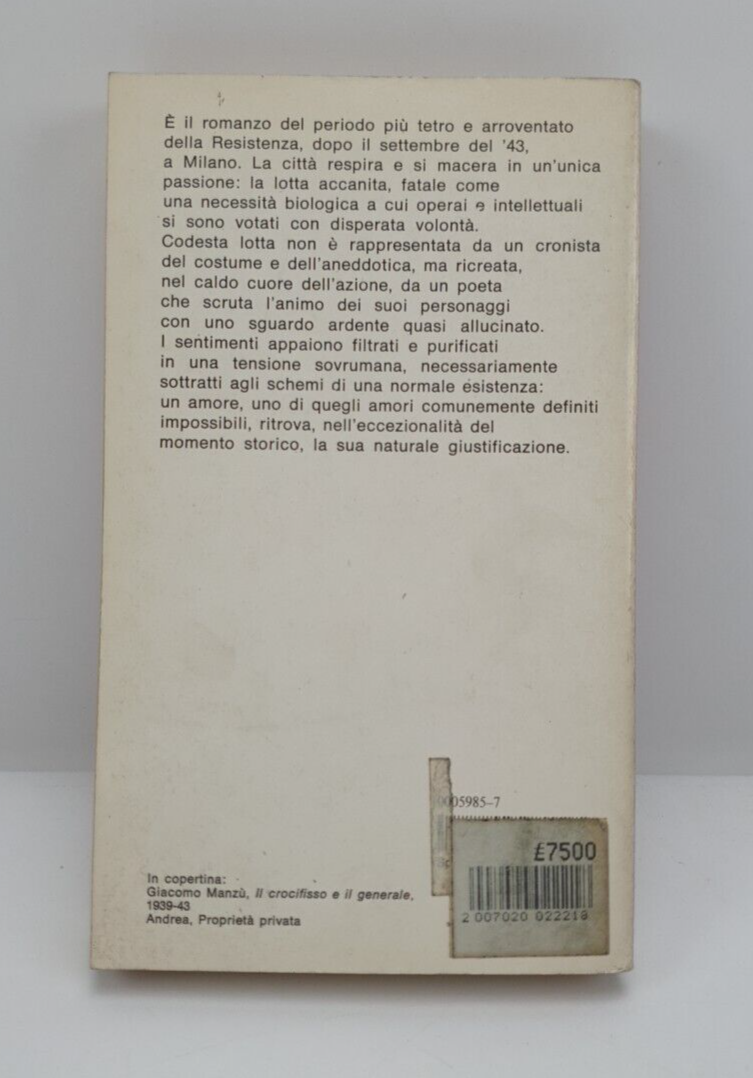 È il romanzo del periodo più tetro e arroventato
della Resistenza, dopo il settembre del '43,
a Milano. La città respira e si macera in un'unica
passione: la lotta accanita, fatale come
una necessità biologica a cui operai e intellettuali
si sono votati con disperata volontà.
Codesta lotta non è rappresentata da un cronista
del costume e dell'aneddotica, ma ricreata,
nel caldo cuore dell'azione, da un poeta
che scruta l'animo dei suoi personaggi
con uno sguardo ardente quasi allucinato.
I sentimenti appaiono filtrati e purificati
in una tensione sovrumana, necessariamente
sottratti agli schemi di una normale esistenza:
un amore, uno di quegli amori comunemente definiti
impossibili, ritrova, nell'eccezionalità del
momento storico, la sua naturale giustificazione.
005985-7
£7500
2 007020 022219
In copertina:
Giacomo Manzù, Il crocifisso e il generale,
1939-43
Andrea, Proprietà privata